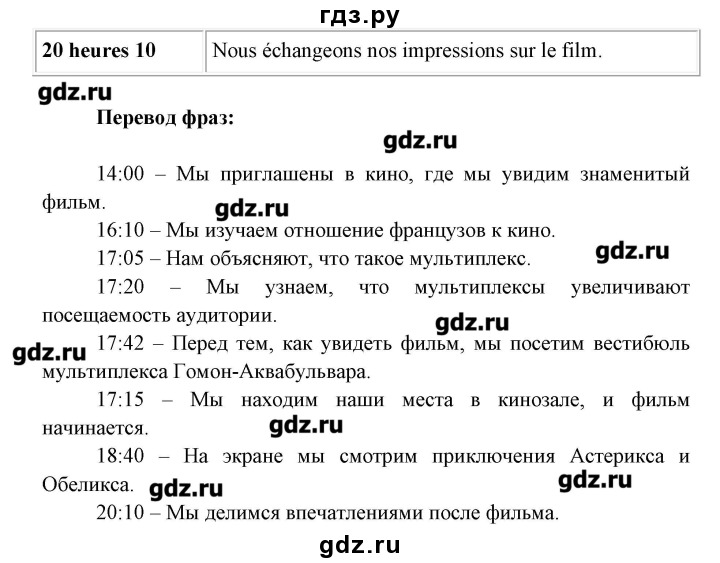 гдз.ру
20 heures 10 Nous échangeons nos impressions sur le film.
gdz.ru
Перевод фраз:
gdz.ru
14:00 – Мы приглашены в кино, где мы увидим знаменитый
фильм.
gdz.ru
16:10 – Мы изучаем отношение французов к кино.
gdz.ru
17:05 – Нам объясняют, что такое мультиплекс.
17:20 – Мы узнаем, что мультиплексы увеличивают
посещаемость аудитории.
gdz.ru
17:42 – Перед тем, как увидеть фильм, мы посетим вестибюль
gdz.ru
мультиплекса Гомон-Аквабульвара.
17:15 – Мы находим наши места в кинозале, и фильм
начинается.
gdz.ru
18:40 – На экране мы смотрим приключения Астерикса и
Обеликса.
gdz.ru
gdz.ru
20:10 – Мы делимся впечатлениями после фильма.
gdz.ru